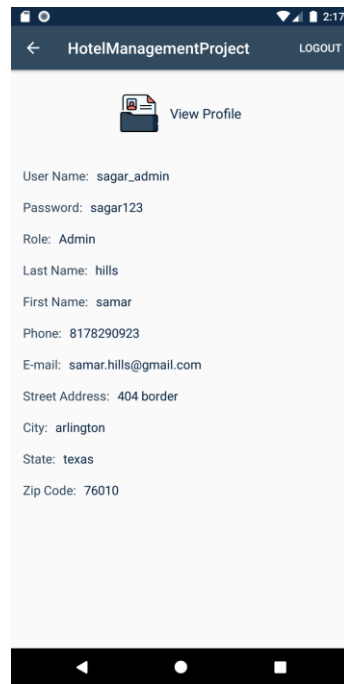 2:17
HotelManagementProject LOGOUT
View Profile
User Name: sagar_admin
Password: sagar123
Role: Admin
Last Name: hills
First Name: samar
Phone: 8178290923
E-mail: samar.hills@gmail.com
Street Address: 404 border
City: arlington
State: texas
Zip Code: 76010